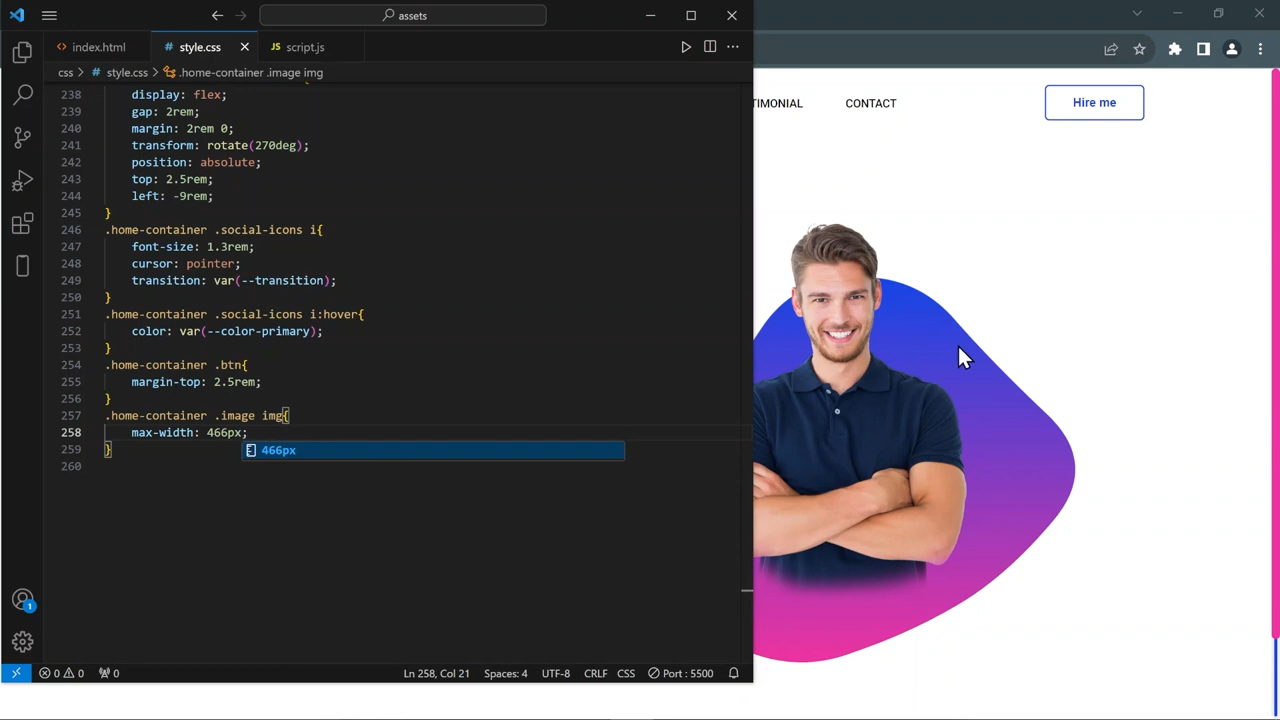 assets
index.html
# style.css
JS script.js
css > # style.css > .home-container .image img
238 display: flex;
239 gap: 2rem;
240 margin: 2rem 0;
241 transform: rotate(270deg);
242 position: absolute;
243 top: 2.5rem;
244 left: -9rem;
245 }
246 .home-container .social-icons i{
247 font-size: 1.3rem;
248 cursor: pointer;
249 transition: var(--transition);
250 }
251 .home-container .social-icons i:hover{
252 color: var(--color-primary);
253 }
254 .home-container .btn{
255 margin-top: 2.5rem;
256 }
257 .home-container .image img{
258 max-width: 466px;
259 }
466px
260
1
0 0 0 Ln 258, Col 21 Spaces: 4 UTF-8 CRLF CSS Port : 5500
TIMONIAL CONTACT Hire me